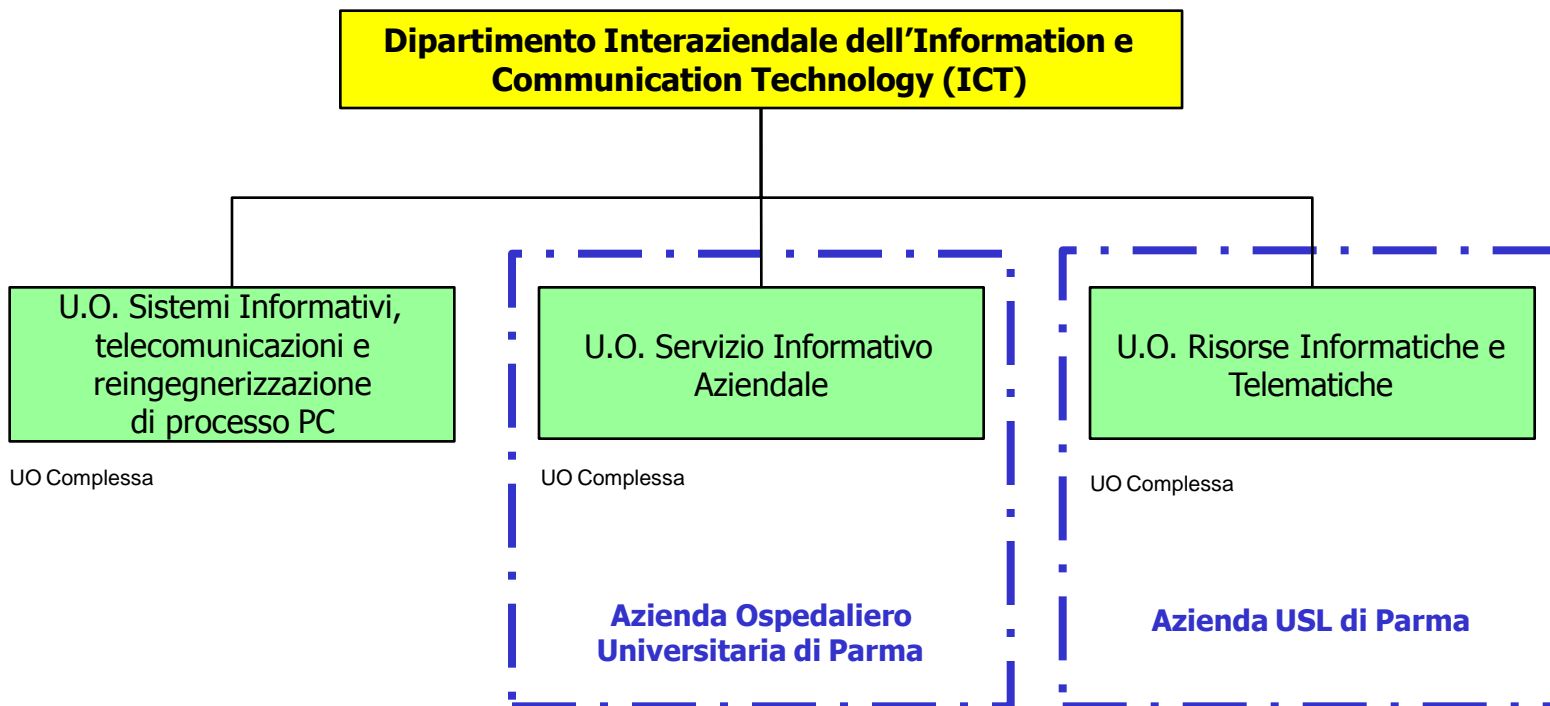 Dipartimento Interaziendale dell’Information e
Communication Technology (ICT)
U.O. Sistemi Informativi,
telecomunicazioni e
reingegnerizzazione
di processo PC
UO Complessa
U.O. Servizio Informativo
Aziendale
UO Complessa
Azienda Ospedaliero
Universitaria di Parma
U.O. Risorse Informatiche e
Telematiche
UO Complessa
Azienda USL di Parma